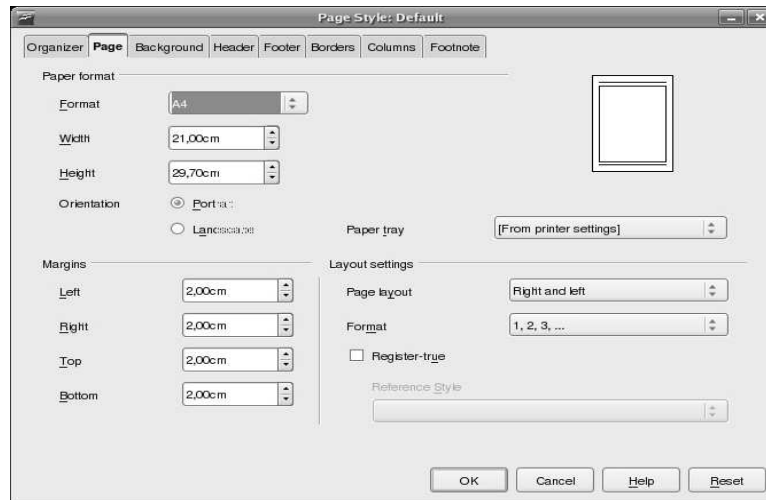 Page Style: Default
Organizer Page Background Header Footer Borders Columns Footnote
Paper format
Format A4
Width 21,00cm
Height 29,70cm
Orientation Portrait
Landscape
Paper tray [From printer settings]
Margins
Left 2,00cm
Right 2,00cm
Top 2,00cm
Bottom 2,00cm
Layout settings
Page layout Right and left
Format 1, 2, 3, ...
Register-true
Reference Style
OK Cancel Help Reset